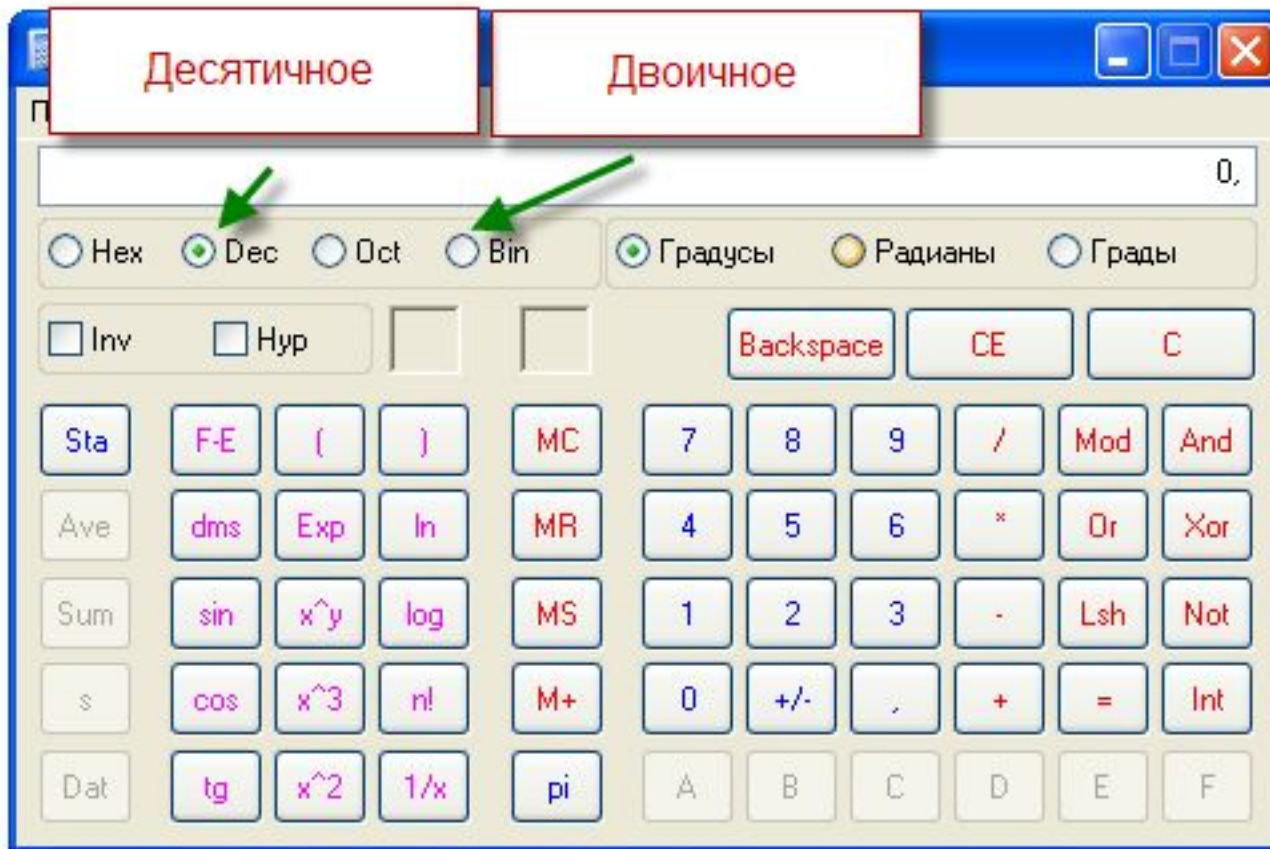 Десятичное Двоичное
П
0,
Hex Dec Oct Bin Градусы Радианы Грады
Inv Hyp Backspace CE C
Sta F-E ( ) MC 7 8 9 / Mod And
Ave dms Exp ln MR 4 5 6 * Or Xor
Sum sin x^y log MS 1 2 3 - Lsh Not
s cos x^3 n! M+ 0 +/- , + = Int
Dat tg x^2 1/x pi A B C D E F